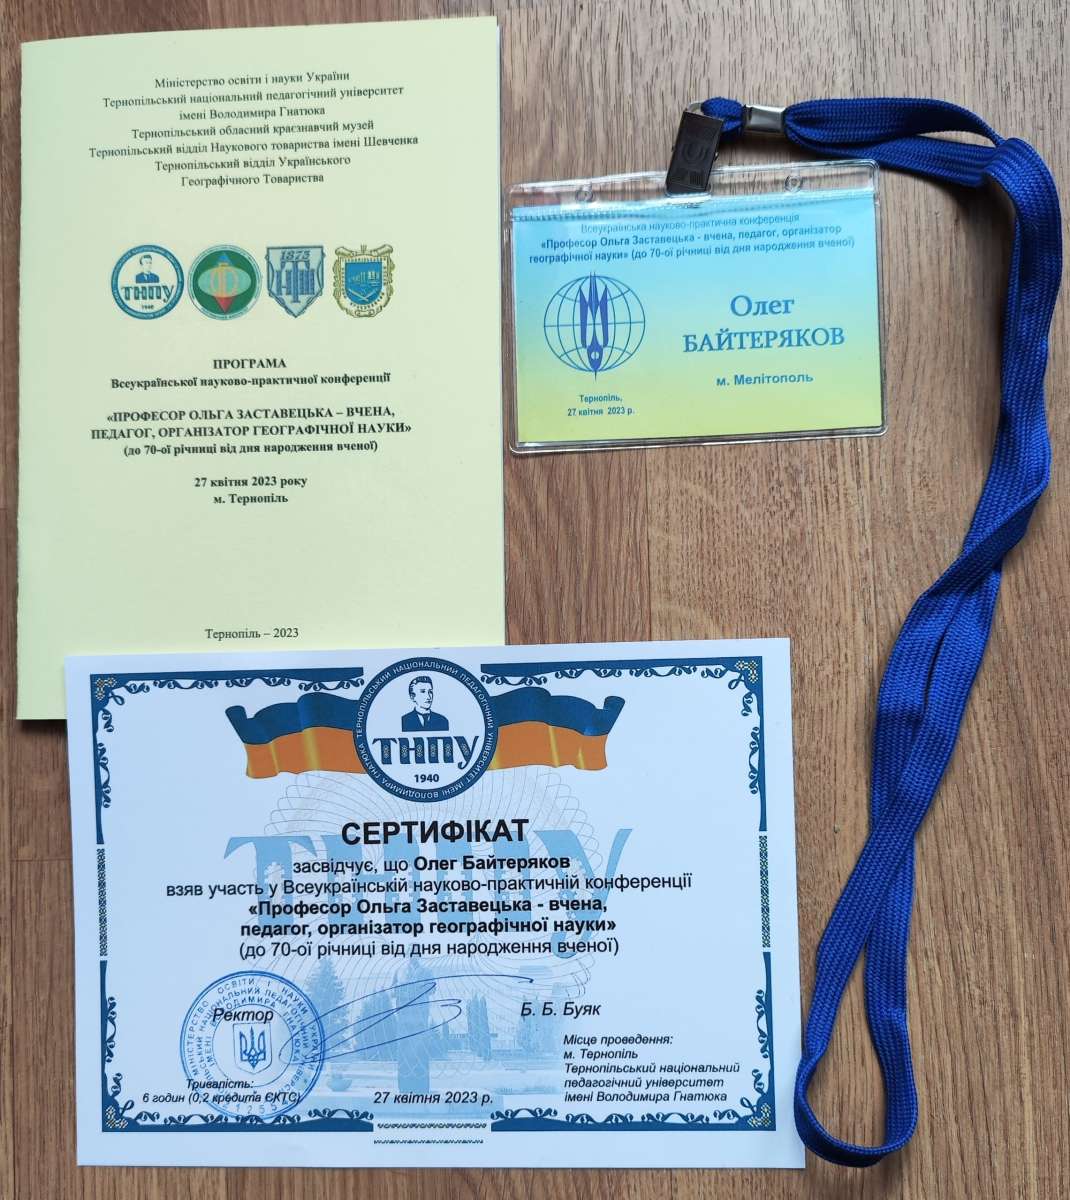 Міністерство освіти і науки України
Тернопільський національний педагогічний університет
імені Володимира Гнатюка
Тернопільський обласний краєзнавчий музей
Тернопільський відділ Наукового товариства імені Шевченка
Тернопільський відділ Українського
Географічного Товариства
ТНПУ
1940
1873
НТШ
ПРОГРАМА
Всеукраїнської науково-практичної конференції
«ПРОФЕСОР ОЛЬГА ЗАСТАВЕЦЬКА – ВЧЕНА,
ПЕДАГОГ, ОРГАНІЗАТОР ГЕОГРАФІЧНОЇ НАУКИ»
(до 70-ої річниці від дня народження вченої)
27 квітня 2023 року
м. Тернопіль
Тернопіль – 2023
Всеукраїнська науково-практична конференція
«Професор Ольга Заставецька - вчена, педагог, організатор
географічної науки» (до 70-ої річниці від дня народження вченої)
Олег
БАЙТЕРЯКОВ
м. Мелітополь
Тернопіль,
27 квітня 2023 р.
ТЕРНОПІЛЬСЬКИЙ НАЦІОНАЛЬНИЙ ПЕДАГОГІЧНИЙ УНІВЕРСИТЕТ ІМЕНІ ВОЛОДИМИРА ГНАТЮКА
ТНПУ
1940
ТНПУ
СЕРТИФІКАТ
засвідчує, що Олег Байтеряков
взяв участь у Всеукраїнській науково-практичній конференції
«Професор Ольга Заставецька - вчена,
педагог, організатор географічної науки»
(до 70-ої річниці від дня народження вченої)
Ректор
Б. Б. Буяк
МІНІСТЕРСТВО ОСВІТИ І НАУКИ УКРАЇНИ
Місце проведення:
м. Тернопіль
Тернопільський національний
педагогічний університет
імені Володимира Гнатюка
Тривалість:
6 годин (0,2 кредита ЄКТС)
27 квітня 2023 р.